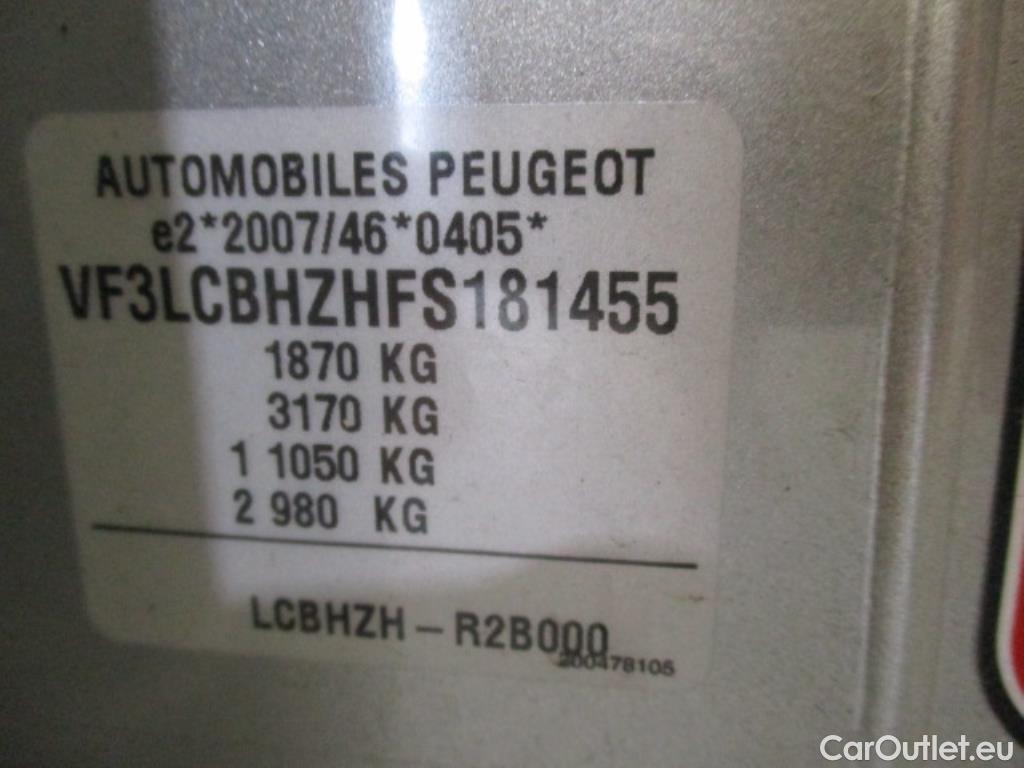 AUTOMOBILES PEUGEOT
e2*2007/46*0405*
VF3LCBHZHFS181455
1870 KG
3170 KG
1 1050 KG
2 980 KG
LCBHZH – R2B000
200478105
CarOutlet.eu